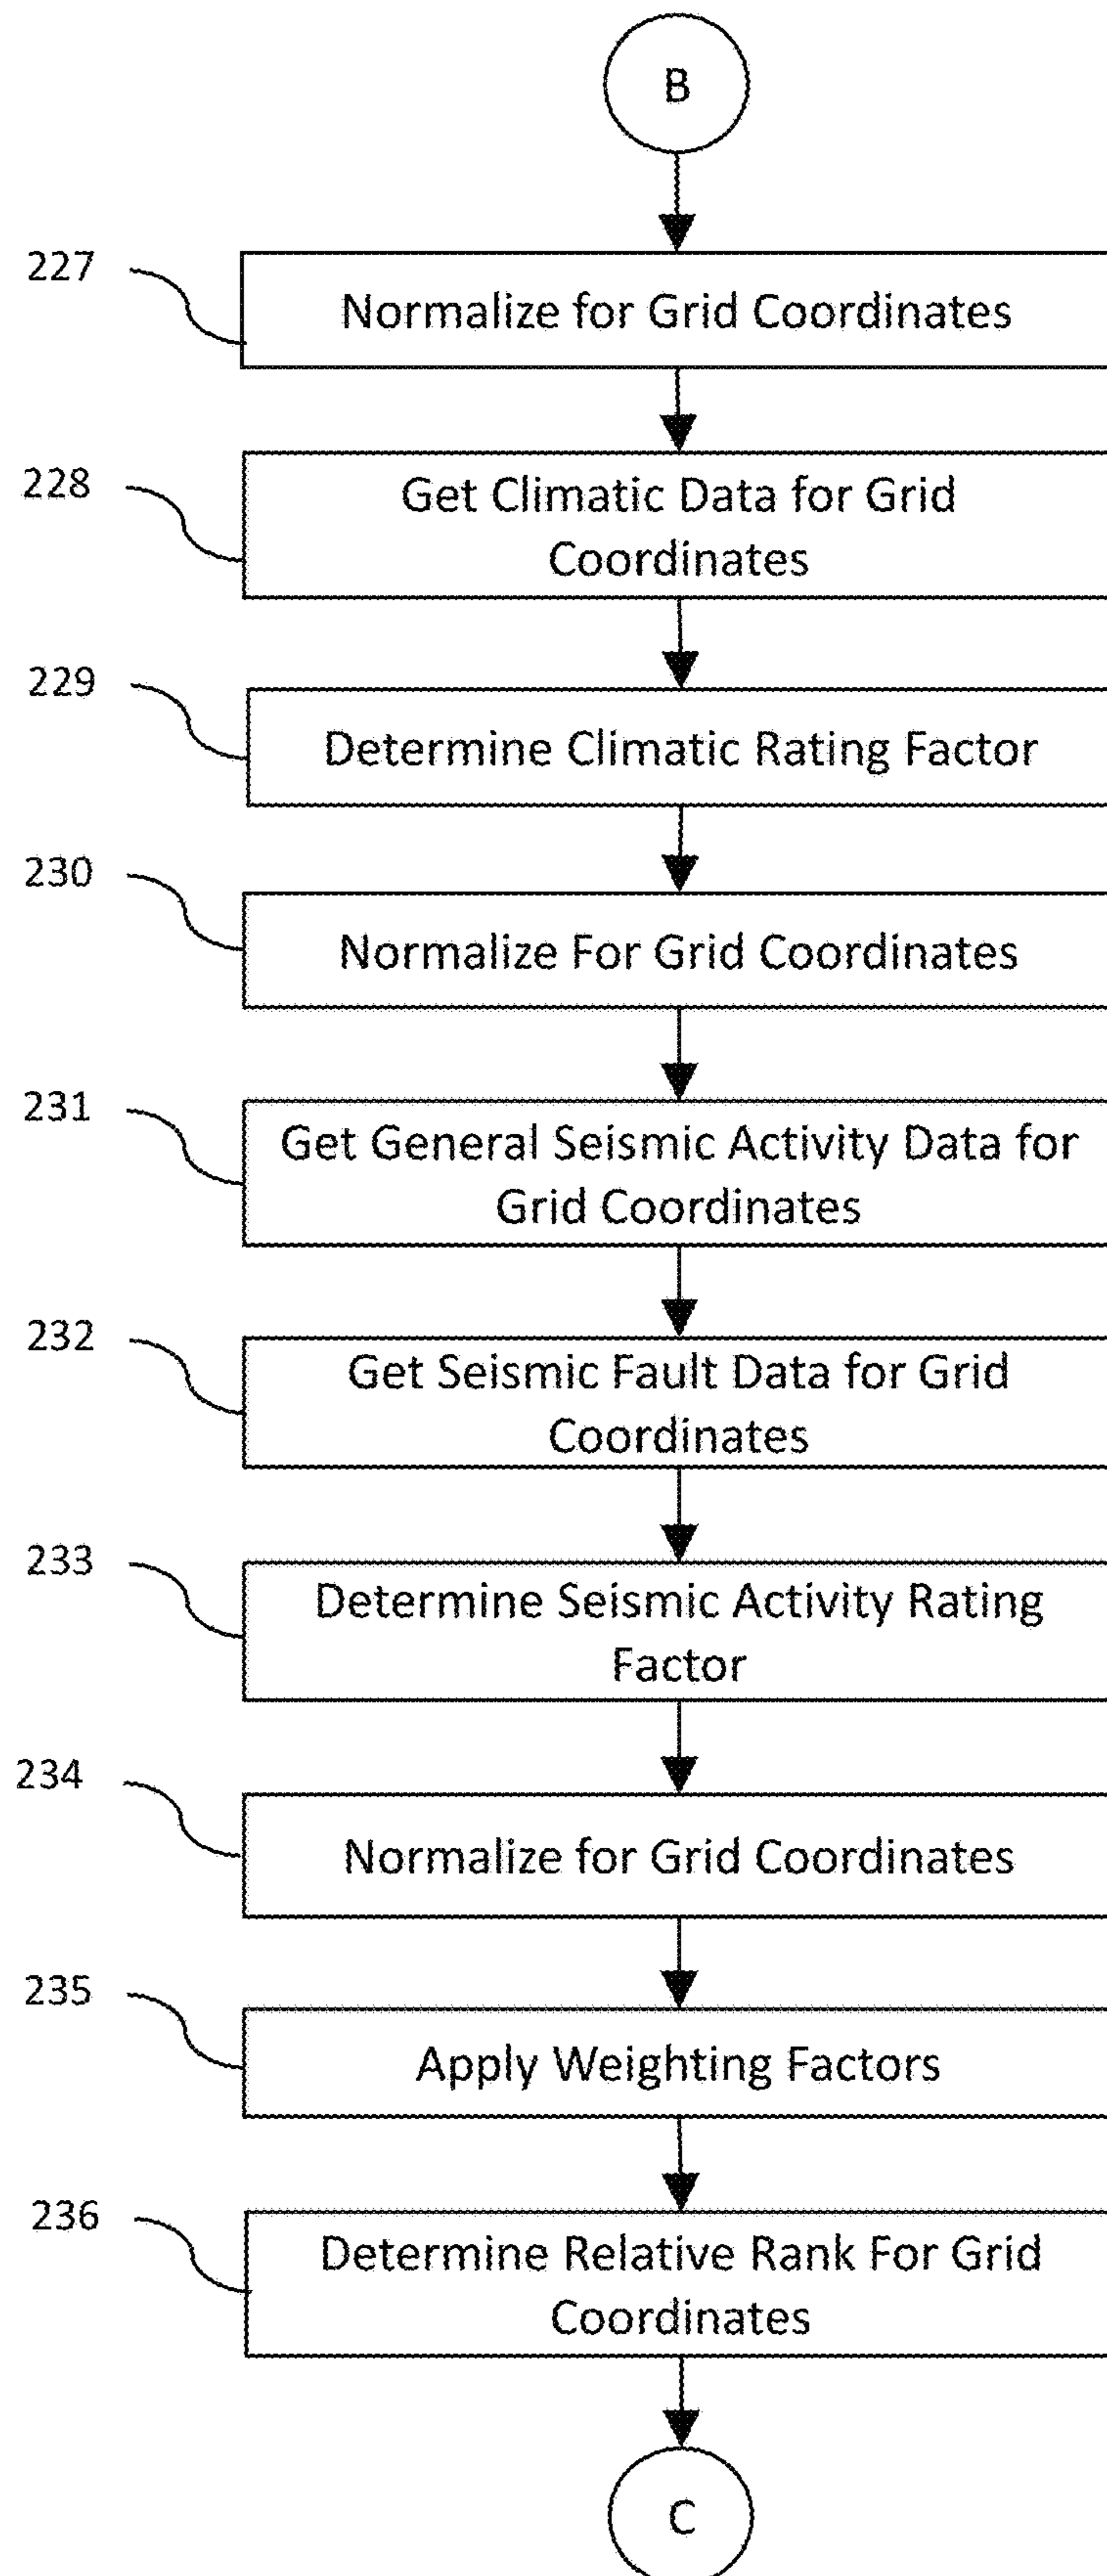 B
227
Normalize for Grid Coordinates
228
Get Climatic Data for Grid
Coordinates
229
Determine Climatic Rating Factor
230
Normalize For Grid Coordinates
231
Get General Seismic Activity Data for
Grid Coordinates
232
Get Seismic Fault Data for Grid
Coordinates
233
Determine Seismic Activity Rating
Factor
234
Normalize for Grid Coordinates
235
Apply Weighting Factors
236
Determine Relative Rank For Grid
Coordinates
C